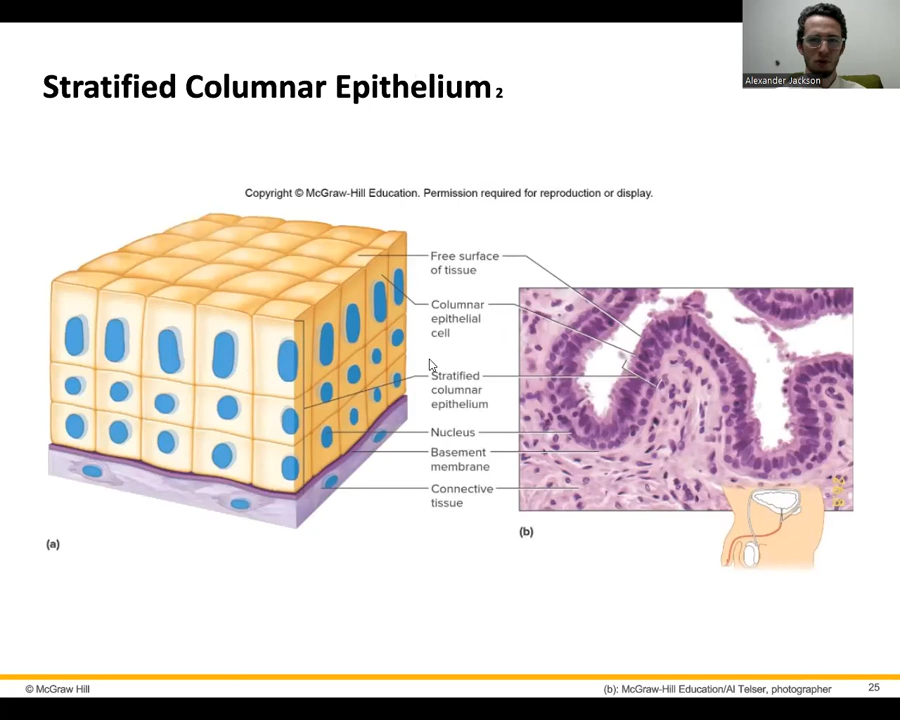 Alexander Jackson
Stratified Columnar Epithelium 2
Copyright © McGraw-Hill Education. Permission required for reproduction or display.
Free surface
of tissue
Columnar
epithelial
cell
Stratified
columnar
epithelium
Nucleus
Basement
membrane
Connective
tissue
(a)
(b)
© McGraw Hill
(b): McGraw-Hill Education/Al Telser, photographer
25